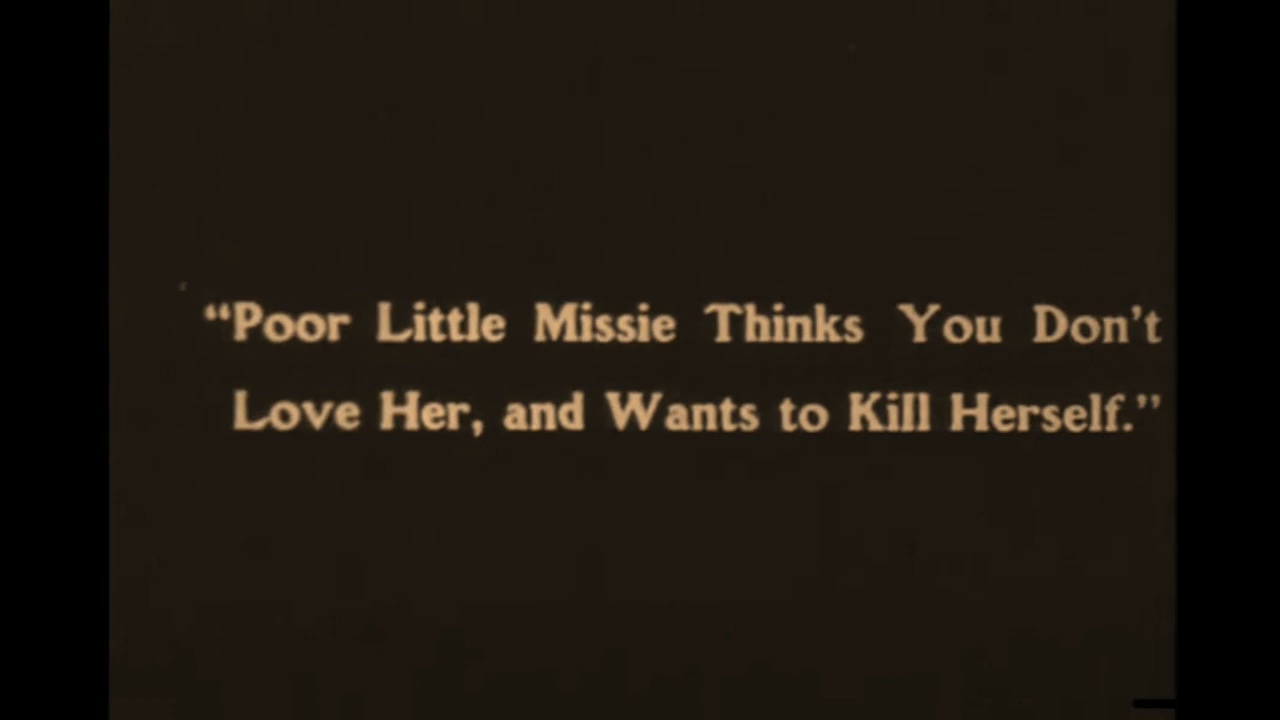 “Poor Little Missie Thinks You Don’t
Love Her, and Wants to Kill Herself.”